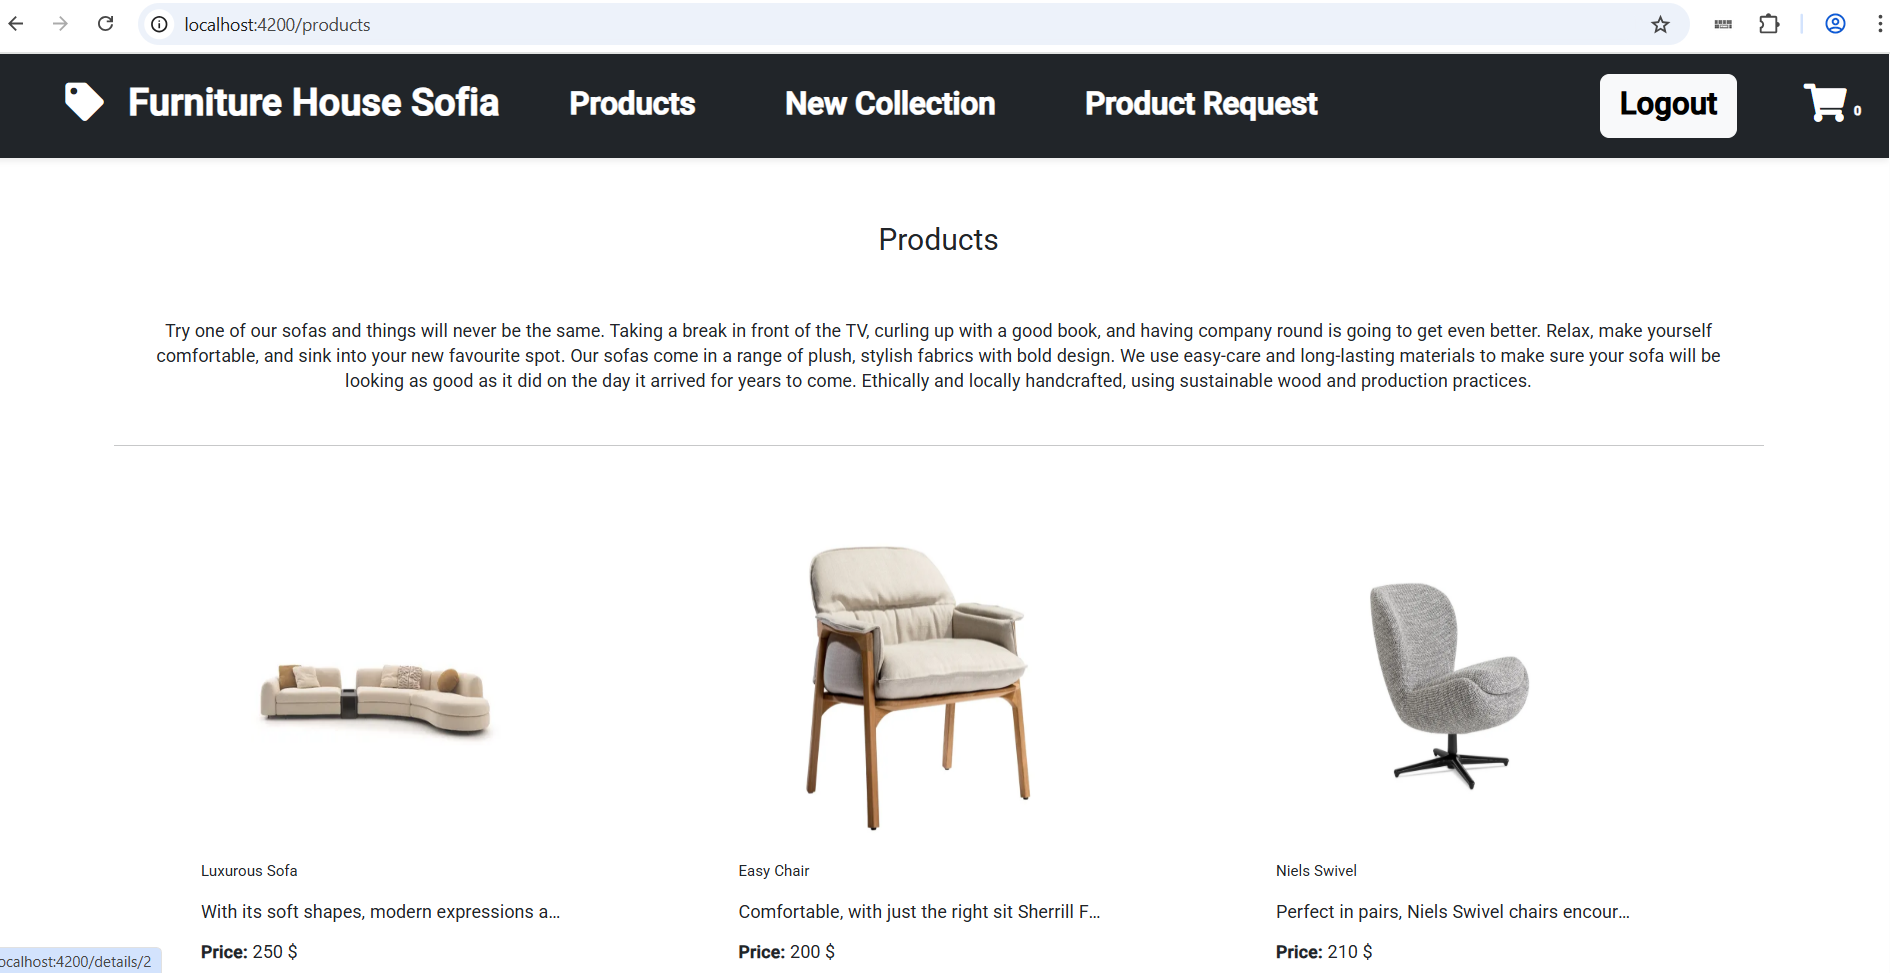 localhost:4200/products
Furniture House Sofia Products New Collection Product Request Logout 0
Products
Try one of our sofas and things will never be the same. Taking a break in front of the TV, curling up with a good book, and having company round is going to get even better. Relax, make yourself
comfortable, and sink into your new favourite spot. Our sofas come in a range of plush, stylish fabrics with bold design. We use easy-care and long-lasting materials to make sure your sofa will be
looking as good as it did on the day it arrived for years to come. Ethically and locally handcrafted, using sustainable wood and production practices.
Luxurous Sofa
With its soft shapes, modern expressions a...
Price: 250 $
Easy Chair
Comfortable, with just the right sit Sherrill F...
Price: 200 $
Niels Swivel
Perfect in pairs, Niels Swivel chairs encour...
Price: 210 $
ocalhost:4200/details/2